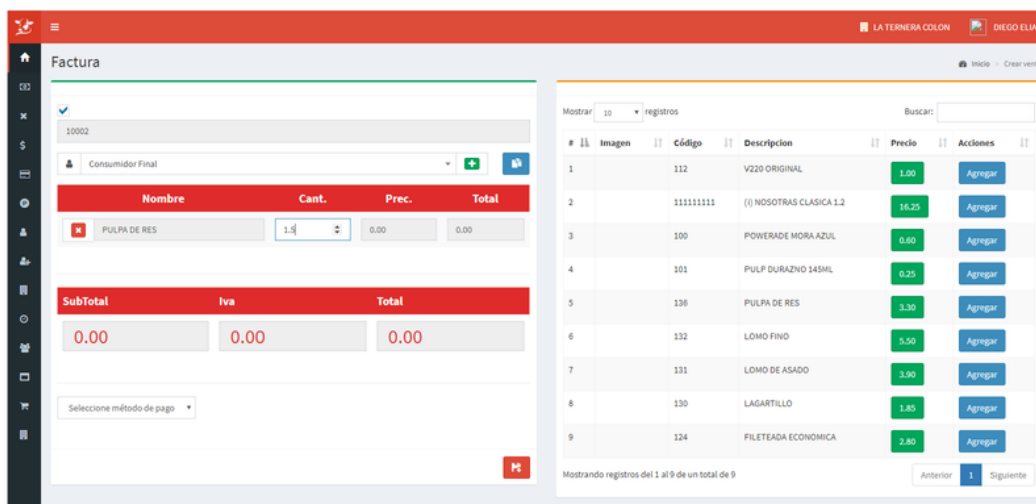 LA TERNERA COLON DIEGO ELIA
Factura
Inicio > Crear vent
10002
Consumidor Final
Nombre Cant. Prec. Total
PULPA DE RES 1.5 0.00 0.00
SubTotal Iva Total
0.00 0.00 0.00
Seleccione método de pago
Mostrar 10 registros Buscar:
# Imagen Código Descripcion Precio Acciones
1 112 V220 ORIGINAL 1.00 Agregar
2 111111111 (i) NOSOTRAS CLASICA 1.2 16.25 Agregar
3 100 POWERADE MORA AZUL 0.60 Agregar
4 101 PULP DURAZNO 145ML 0.25 Agregar
5 136 PULPA DE RES 3.30 Agregar
6 132 LOMO FINO 5.50 Agregar
7 131 LOMO DE ASADO 3.90 Agregar
8 130 LAGARTILLO 1.85 Agregar
9 124 FILETEADA ECONOMICA 2.80 Agregar
Mostrando registros del 1 al 9 de un total de 9 Anterior 1 Siguiente